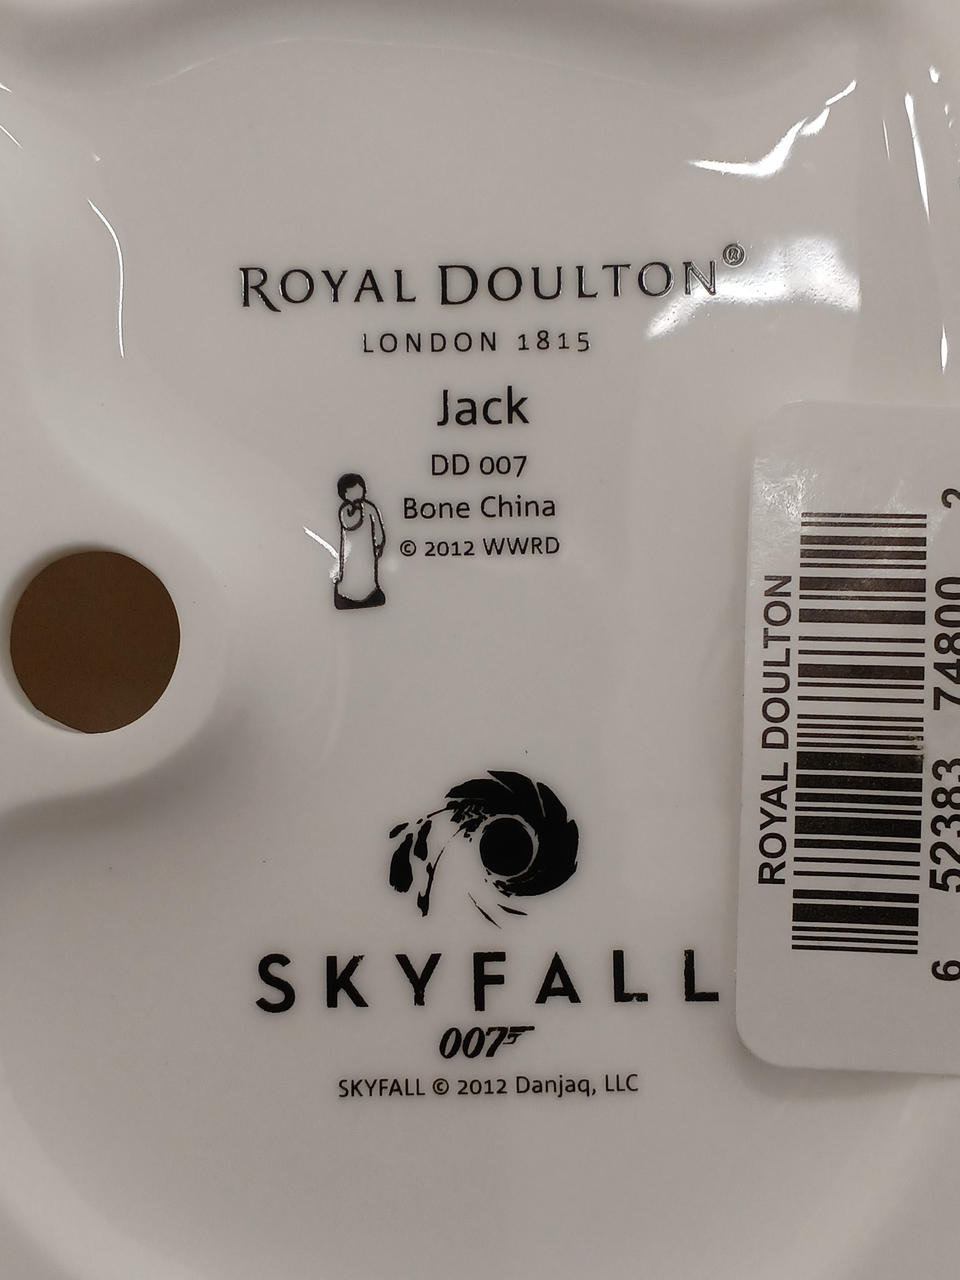 ROYAL DOULTON®
LONDON 1815
Jack
DD 007
Bone China
© 2012 WWRD
SKYFALL
007
SKYFALL © 2012 Danjaq, LLC
ROYAL DOULTON
6 52383 74800 2